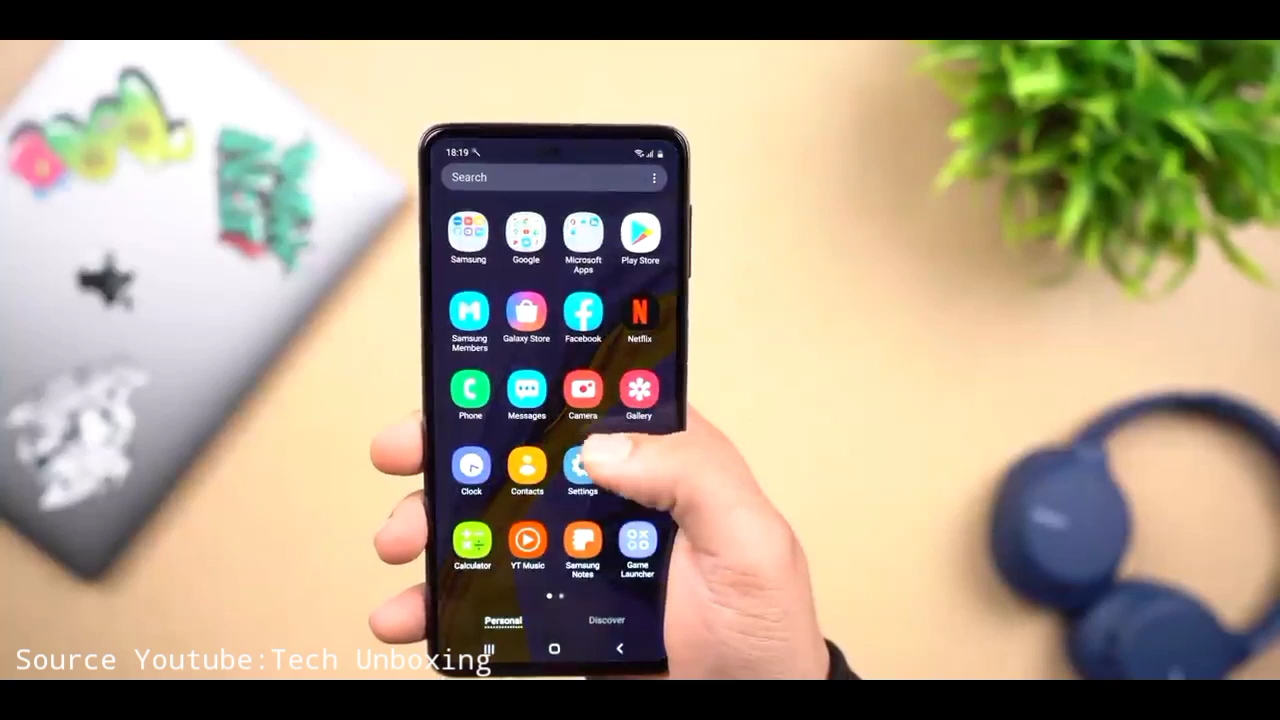 18:19
Search
Samsung
Google
Microsoft
Apps
Play Store
Samsung
Members
Galaxy Store
Facebook
Netflix
Phone
Messages
Camera
Gallery
Clock
Contacts
Settings
Calculator
YT Music
Samsung
Notes
Game
Launcher
Personal
Discover
Source Youtube:Tech Unboxing